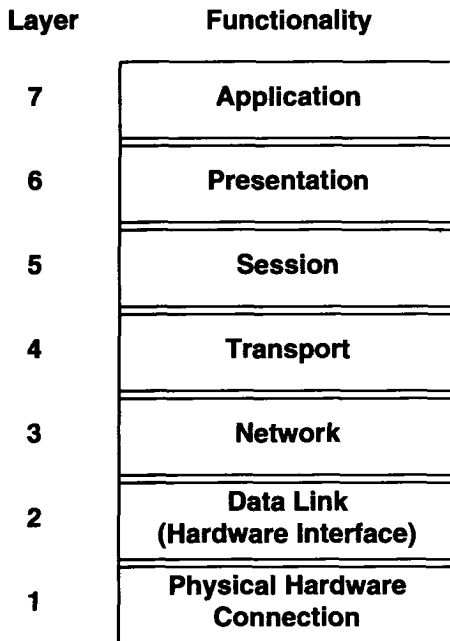 Layer Functionality
7 Application
6 Presentation
5 Session
4 Transport
3 Network
2 Data Link
(Hardware Interface)
1 Physical Hardware
Connection